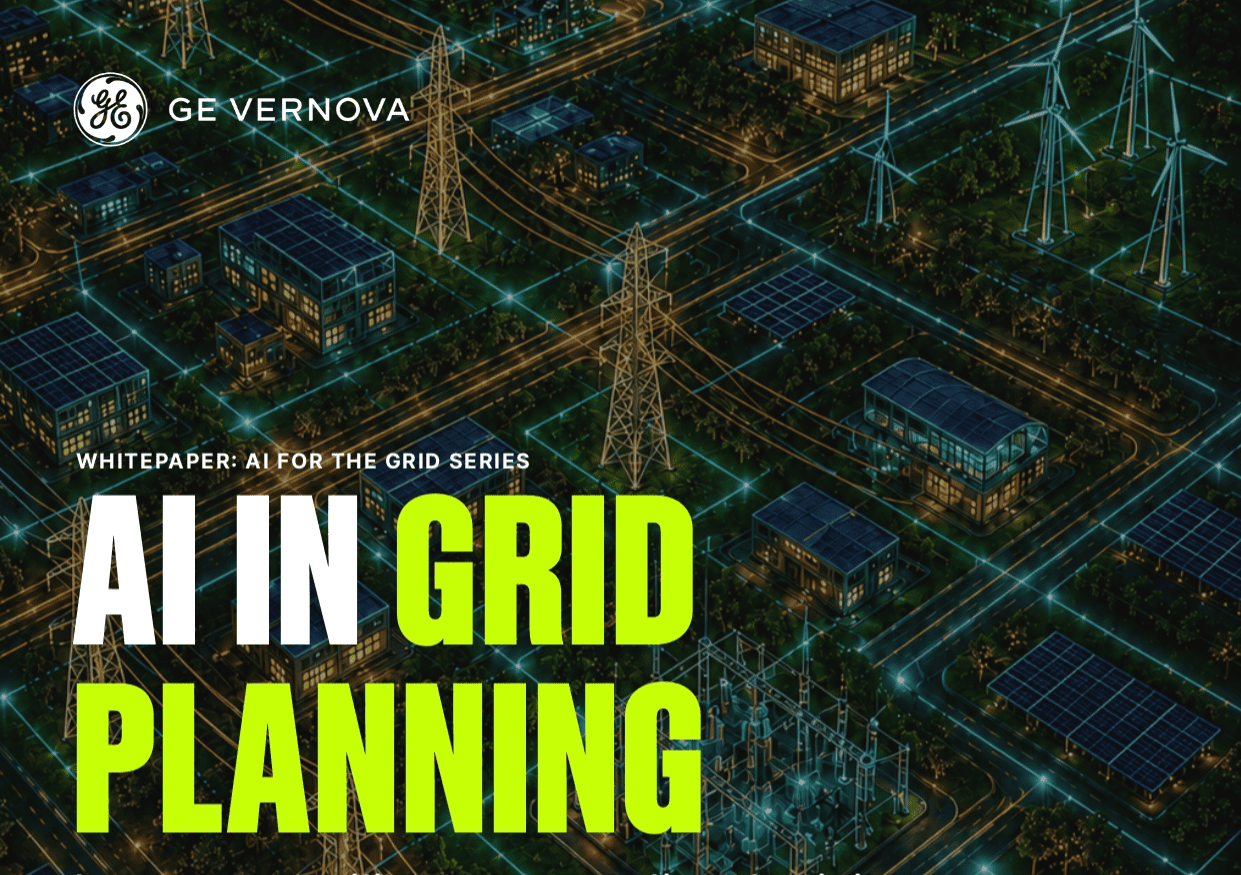 GE VERNOVA
WHITEPAPER: AI FOR THE GRID SERIES
AI IN GRID
PLANNING